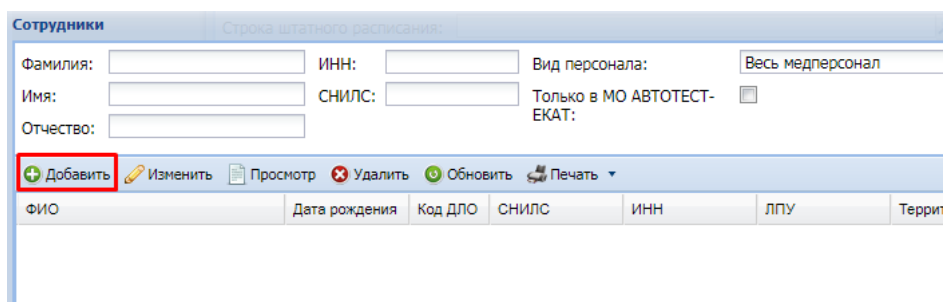 Сотрудники Строка штатного расписания:
Фамилия: ИНН: Вид персонала: Весь медперсонал
Имя: СНИЛС: Только в МО АВТОТЕСТ-
ЕКАТ:
Отчество:
Добавить Изменить Просмотр Удалить Обновить Печать
ФИО Дата рождения Код ДЛО СНИЛС ИНН ЛПУ Террит